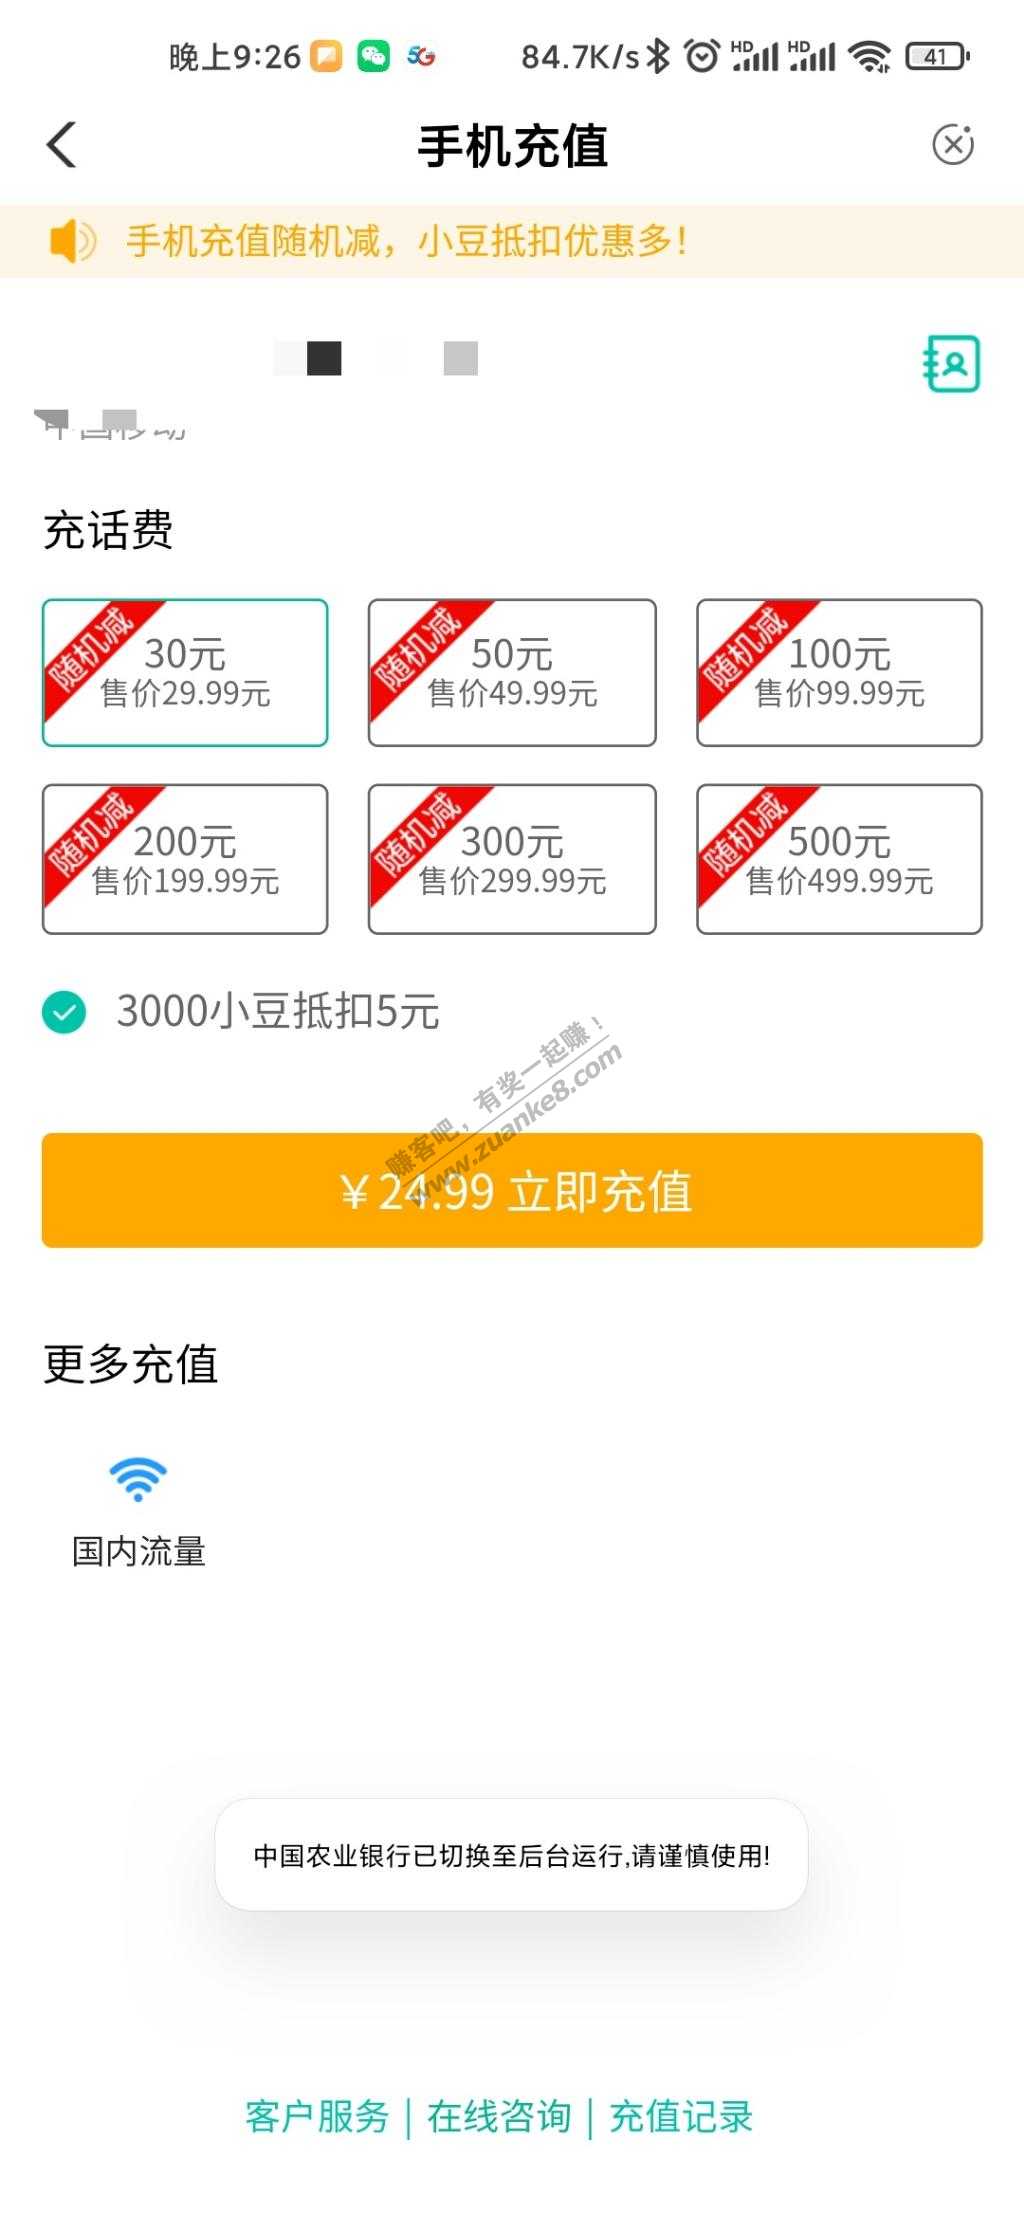 晚上9:26 84.7K/s HD HD 41
手机充值
手机充值随机减，小豆抵扣优惠多！
中国移动
充话费
随机减 随机减 随机减
30元 50元 100元
售价29.99元 售价49.99元 售价99.99元
随机减 随机减 随机减
200元 300元 500元
售价199.99元 售价299.99元 售价499.99元
3000小豆抵扣5元
赚客吧，有奖一起赚！
www.zuanke8.com
￥24.99 立即充值
更多充值
国内流量
中国农业银行已切换至后台运行,请谨慎使用!
客户服务 | 在线咨询 | 充值记录